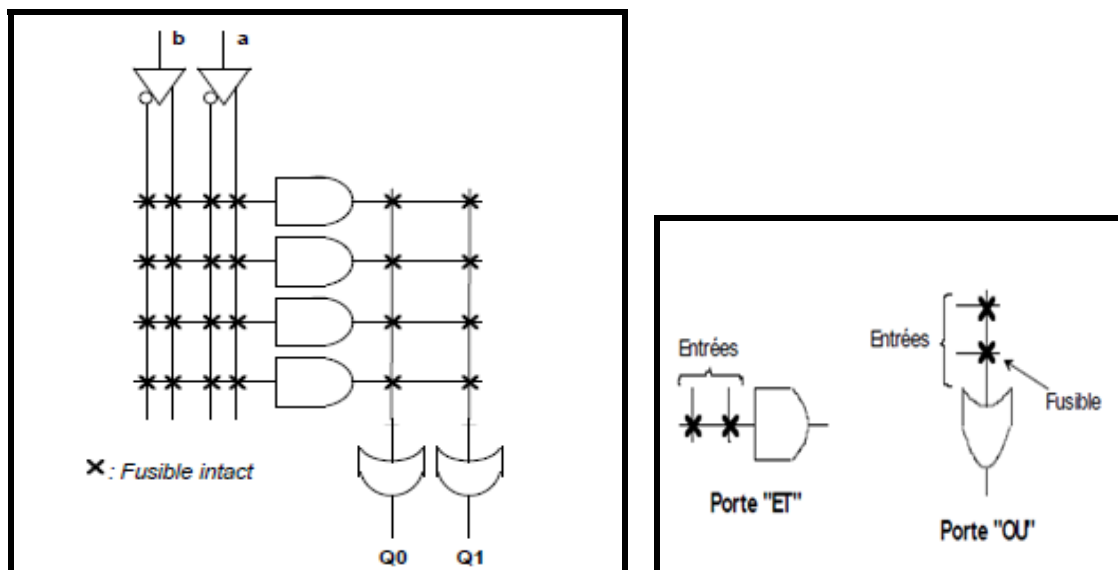 b a
× : Fusible intact
Q0 Q1
Entrées
Porte "ET"
Entrées
Fusible
Porte "OU"